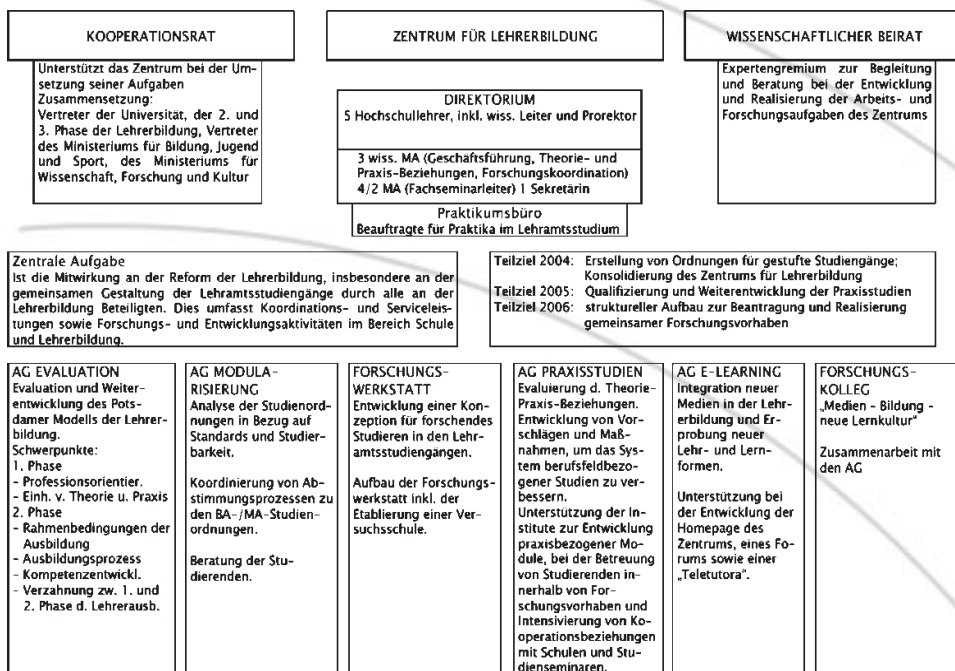 KOOPERATIONSRAT
Unterstützt das Zentrum bei der Um-
setzung seiner Aufgaben
Zusammensetzung:
Vertreter der Universität, der 2. und
3. Phase der Lehrerbildung, Vertreter
des Ministeriums für Bildung, Jugend
und Sport, des Ministeriums für
Wissenschaft, Forschung und Kultur
ZENTRUM FÜR LEHRERBILDUNG
DIREKTORIUM
5 Hochschullehrer, inkl. wiss. Leiter und Prorektor
3 wiss. MA (Geschäftsführung, Theorie- und
Praxis-Beziehungen, Forschungskoordination)
4/2 MA (Fachseminarleiter) 1 Sekretärin
Praktikumsbüro
Beauftragte für Praktika im Lehramtsstudium
WISSENSCHAFTLICHER BEIRAT
Expertengremium zur Begleitung
und Beratung bei der Entwicklung
und Realisierung der Arbeits- und
Forschungsaufgaben des Zentrums
Zentrale Aufgabe
Ist die Mitwirkung an der Reform der Lehrerbildung, insbesondere an der
gemeinsamen Gestaltung der Lehramtsstudiengänge durch alle an der
Lehrerbildung Beteiligten. Dies umfasst Koordinations- und Serviceleis-
tungen sowie Forschungs- und Entwicklungsaktivitäten im Bereich Schule
und Lehrerbildung.
Teilziel 2004: Erstellung von Ordnungen für gestufte Studiengänge;
Konsolidierung des Zentrums für Lehrerbildung
Teilziel 2005: Qualifizierung und Weiterentwicklung der Praxisstudien
Teilziel 2006: struktureller Aufbau zur Beantragung und Realisierung
gemeinsamer Forschungsvorhaben
AG EVALUATION
Evaluation und Weiter-
entwicklung des Pots-
damer Modells der Lehrer-
bildung.
Schwerpunkte:
1. Phase
- Professionsorientier.
- Einh. v. Theorie u. Praxis
2. Phase
- Rahmenbedingungen der
Ausbildung
- Ausbildungsprozess
- Kompetenzentwickl.
- Verzahnung zw. 1. und
2. Phase d. Lehrerausb.
AG MODULA-
RISIERUNG
Analyse der Studienord-
nungen in Bezug auf
Standards und Studier-
barkeit.
Koordinierung von Ab-
stimmungsprozessen zu
den BA-/MA-Studien-
ordnungen.
Beratung der Stu-
dierenden.
FORSCHUNGS-
WERKSTATT
Entwicklung einer Kon-
zeption für forschendes
Studieren in den Lehr-
amtsstudiengängen.
Aufbau der Forschungs-
werkstatt inkl. der
Etablierung einer Ver-
suchsschule.
AG PRAXISSTUDIEN
Evaluierung d. Theorie-
Praxis-Beziehungen.
Entwicklung von Vor-
schlägen und Maß-
nahmen, um das Sys-
tem berufsfeldbezo-
gener Studien zu ver-
bessern.
Unterstützung der In-
stitute zur Entwicklung
praxisbezogener Mo-
dule, bei der Betreuung
von Studierenden in-
nerhalb von For-
schungsvorhaben und
Intensivierung von Ko-
operationsbeziehungen
mit Schulen und Stu-
dienseminaren.
AG E-LEARNING
Integration neuer
Medien in der Lehr-
erbildung und Er-
probung neuer
Lehr- und Lern-
formen.
Unterstützung bei
der Entwicklung der
Homepage des
Zentrums, eines Fo-
rums sowie einer
„Teletutora".
FORSCHUNGS-
KOLLEG
„Medien - Bildung -
neue Lernkultur"
Zusammenarbeit mit
den AG